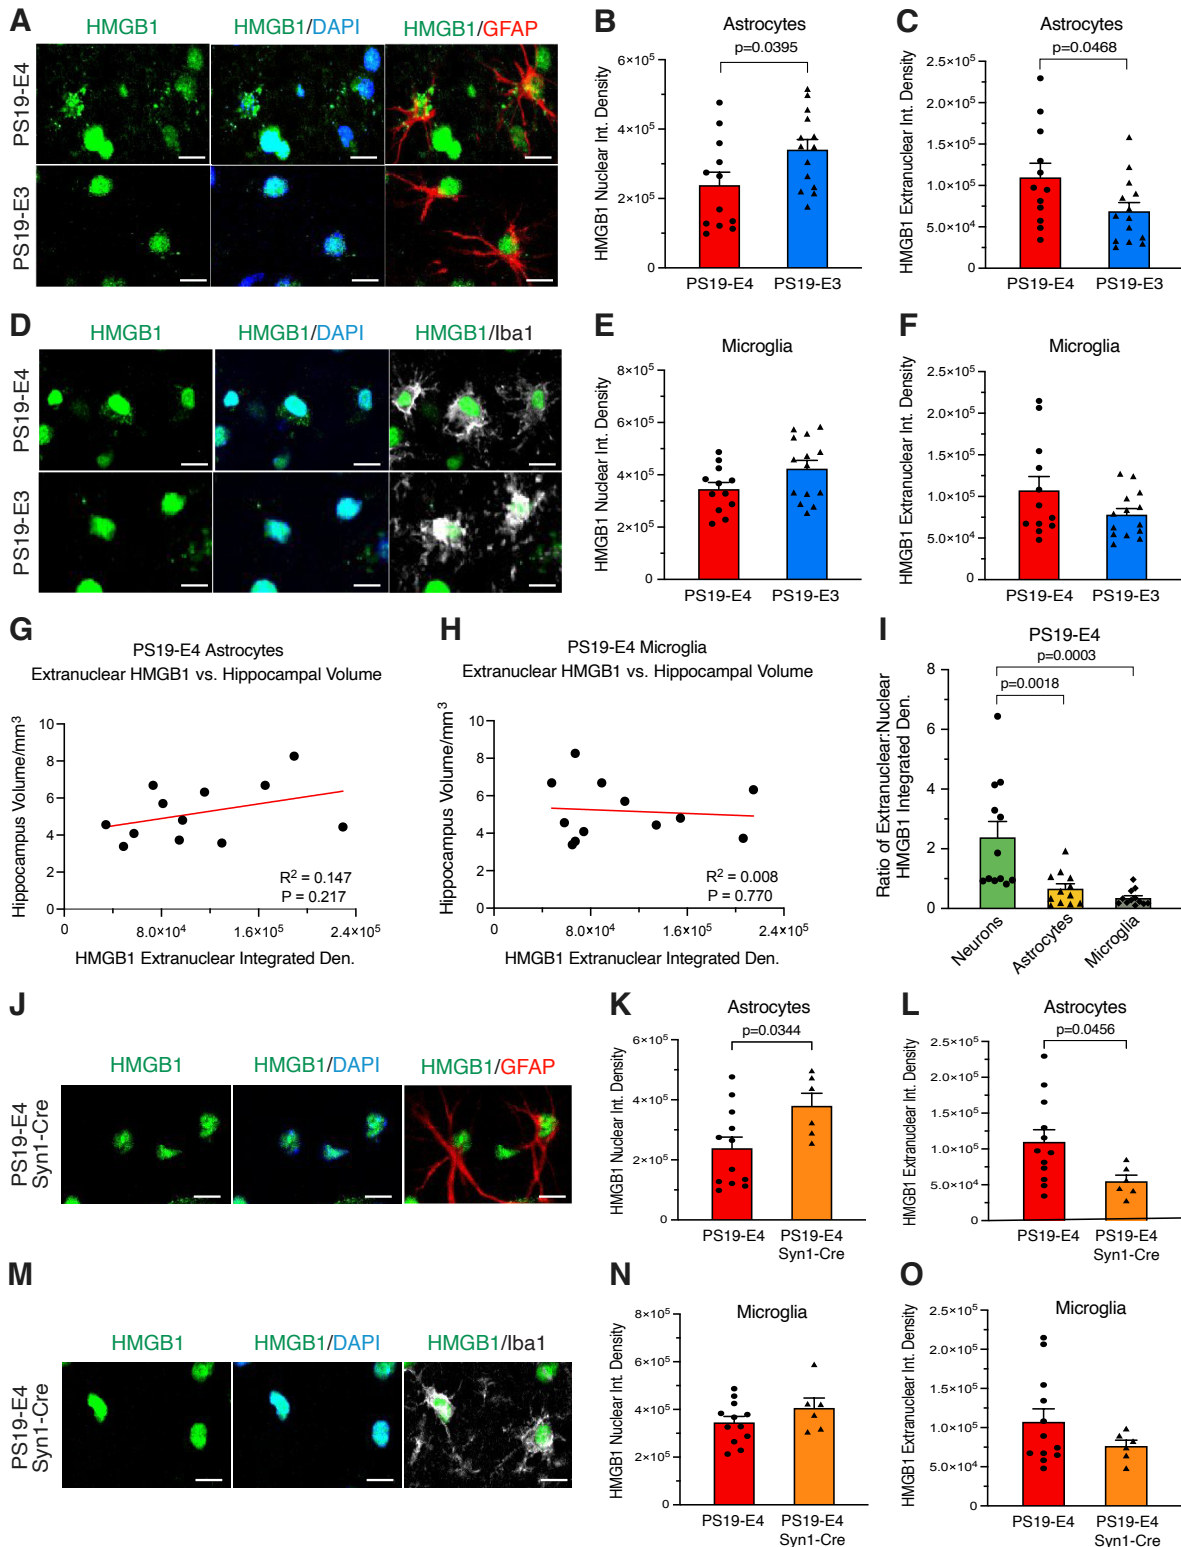 A
HMGB1
HMGB1/DAPI
HMGB1/GFAP
PS19-E4
PS19-E3
B
Astrocytes
p=0.0395
HMGB1 Nuclear Int. Density
6×10⁵
4×10⁵
2×10⁵
0
PS19-E4
PS19-E3
C
Astrocytes
p=0.0468
HMGB1 Extranuclear Int. Density
2.5×10⁵
2.0×10⁵
1.5×10⁵
1.0×10⁵
5.0×10⁴
0
PS19-E4
PS19-E3
D
HMGB1
HMGB1/DAPI
HMGB1/Iba1
PS19-E4
PS19-E3
E
Microglia
HMGB1 Nuclear Int. Density
8×10⁵
6×10⁵
4×10⁵
2×10⁵
0
PS19-E4
PS19-E3
F
Microglia
HMGB1 Extranuclear Int. Density
2.5×10⁵
2.0×10⁵
1.5×10⁵
1.0×10⁵
5.0×10⁴
0
PS19-E4
PS19-E3
G
PS19-E4 Astrocytes
Extranuclear HMGB1 vs. Hippocampal Volume
Hippocampus Volume/mm³
10
8
6
4
2
0
R² = 0.147
P = 0.217
0
8.0×10⁴
1.6×10⁵
2.4×10⁵
HMGB1 Extranuclear Integrated Den.
H
PS19-E4 Microglia
Extranuclear HMGB1 vs. Hippocampal Volume
Hippocampus Volume/mm³
10
8
6
4
2
0
R² = 0.008
P = 0.770
0
8.0×10⁴
1.6×10⁵
2.4×10⁵
HMGB1 Extranuclear Integrated Den.
I
PS19-E4
p=0.0003
p=0.0018
Ratio of Extranuclear:Nuclear
HMGB1 Integrated Den.
8
6
4
2
0
Neurons
Astrocytes
Microglia
J
HMGB1
HMGB1/DAPI
HMGB1/GFAP
PS19-E4
Syn1-Cre
K
Astrocytes
p=0.0344
HMGB1 Nuclear Int. Density
6×10⁵
4×10⁵
2×10⁵
0
PS19-E4
PS19-E4
Syn1-Cre
L
Astrocytes
p=0.0456
HMGB1 Extranuclear Int. Density
2.5×10⁵
2.0×10⁵
1.5×10⁵
1.0×10⁵
5.0×10⁴
0
PS19-E4
PS19-E4
Syn1-Cre
M
HMGB1
HMGB1/DAPI
HMGB1/Iba1
PS19-E4
Syn1-Cre
N
Microglia
HMGB1 Nuclear Int. Density
8×10⁵
6×10⁵
4×10⁵
2×10⁵
0
PS19-E4
PS19-E4
Syn1-Cre
O
Microglia
HMGB1 Extranuclear Int. Density
2.5×10⁵
2.0×10⁵
1.5×10⁵
1.0×10⁵
5.0×10⁴
0
PS19-E4
PS19-E4
Syn1-Cre